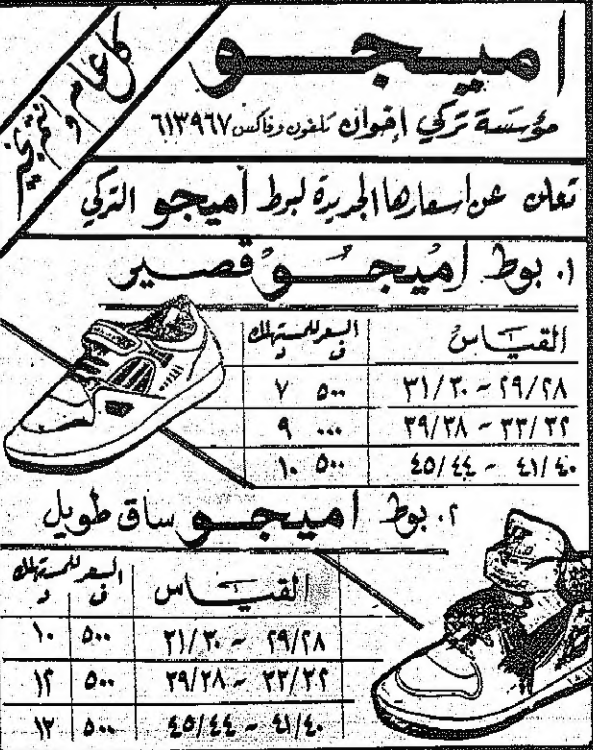 اميجو
كل عام و انتم بخير
مؤسسة تركي إخوان تلفون وفاكس ٦١٣٩٦٧
تعلن عن اسعارها الجديدة لبوط اميجو التركي
١. بوط اميجو قصير
القياس السعر للمستهلك
ف د
٢٩/٢٨ ~ ٣١/٣٠ ٥٠٠ ٧
٣٣/٣٢ ~ ٣٩/٣٨ ٠٠٠ ٩
٤١/٤٠ ~ ٤٥/٤٤ ٥٠٠ ١٠
٢. بوط اميجو ساق طويل
القياس السعر للمستهلك
ف د
٢٩/٢٨ ~ ٣١/٣٠ ٥٠٠ ١٠
٣٣/٣٢ ~ ٣٩/٣٨ ٥٠٠ ١٢
٤١/٤٠ ~ ٤٥/٤٤ ٥٠٠